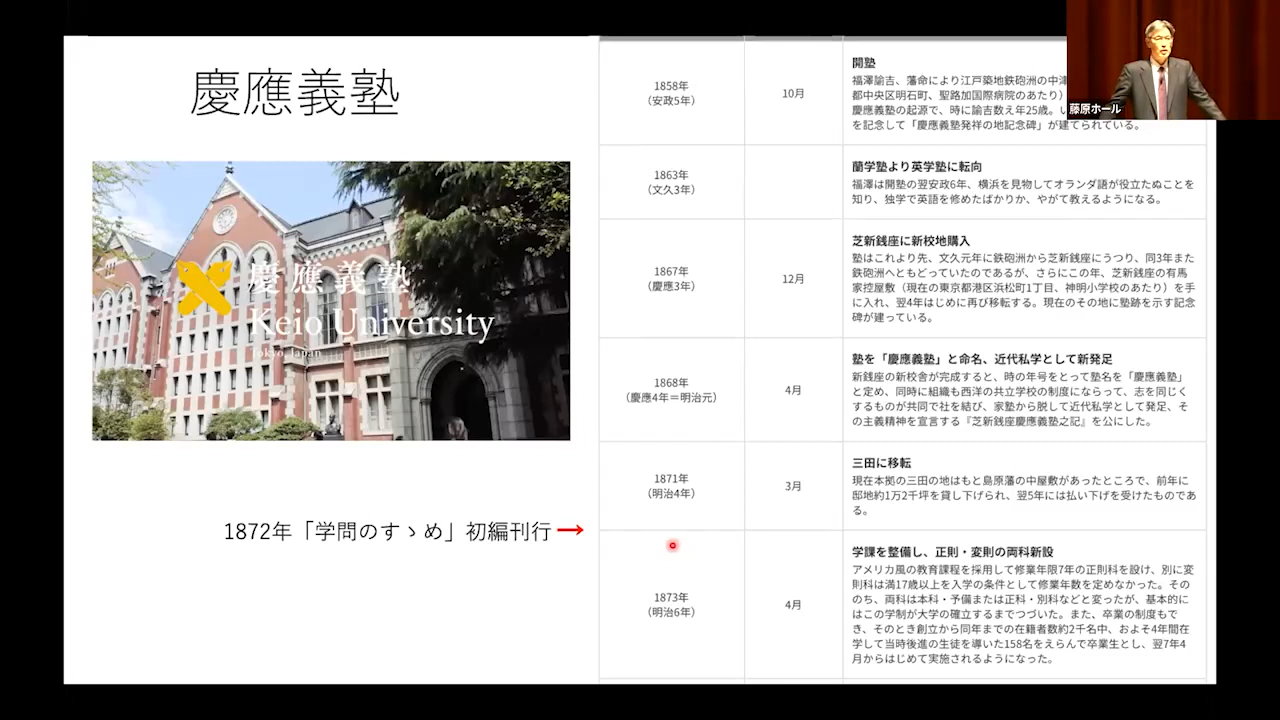 慶應義塾
慶應義塾
Keio University
Tokyo, Japan
1872年「学問のすゝめ」初編刊行
1858年
（安政5年）
10月
開塾
福澤諭吉、藩命により江戸築地鉄砲洲の中津
都中央区明石町、聖路加国際病院のあたり）
慶應義塾の起源で、時に諭吉数え年25歳。い
を記念して「慶應義塾発祥の地記念碑」が建てられている。
1863年
（文久3年）
蘭学塾より英学塾に転向
福澤は開塾の翌安政6年、横浜を見物してオランダ語が役立たぬことを
知り、独学で英語を修めたばかりか、やがて教えるようになる。
1867年
（慶應3年）
12月
芝新銭座に新校地購入
塾はこれより先、文久元年に鉄砲洲から芝新銭座にうつり、同3年また
鉄砲洲へともどっていたのであるが、さらにこの年、芝新銭座の有馬
家控屋敷（現在の東京都港区浜松町1丁目、神明小学校のあたり）を手
に入れ、翌4年はじめに再び移転する。現在のその地に塾跡を示す記念
碑が建っている。
1868年
（慶應4年＝明治元）
4月
塾を「慶應義塾」と命名、近代私学として新発足
新銭座の新校舎が完成すると、時の年号をとって塾名を「慶應義塾」
と定め、同時に組織も西洋の共立学校の制度にならって、志を同じく
するものが共同で社を結び、家塾から脱して近代私学として発足、そ
の主義精神を宣言する『芝新銭座慶應義塾之記』を公にした。
1871年
（明治4年）
3月
三田に移転
現在本拠の三田の地はもと島原藩の中屋敷があったところで、前年に
邸地約1万2千坪を貸し下げられ、翌5年には払い下げを受けたものであ
る。
1873年
（明治6年）
4月
学課を整備し、正則・変則の両科新設
アメリカ風の教育課程を採用して修業年限7年の正則科を設け、別に変
則科は満17歳以上を入学の条件として修業年数を定めなかった。その
のち、両科は本科・予備または正科・別科などと変ったが、基本的に
はこの学制が大学の確立するまでつづいた。また、卒業の制度もで
き、そのとき創立から同年までの在籍者数約2千名中、およそ4年間在
学して当時後進の生徒を導いた158名をえらんで卒業生とし、翌7年4
月からはじめて実施されるようになった。
藤原ホール